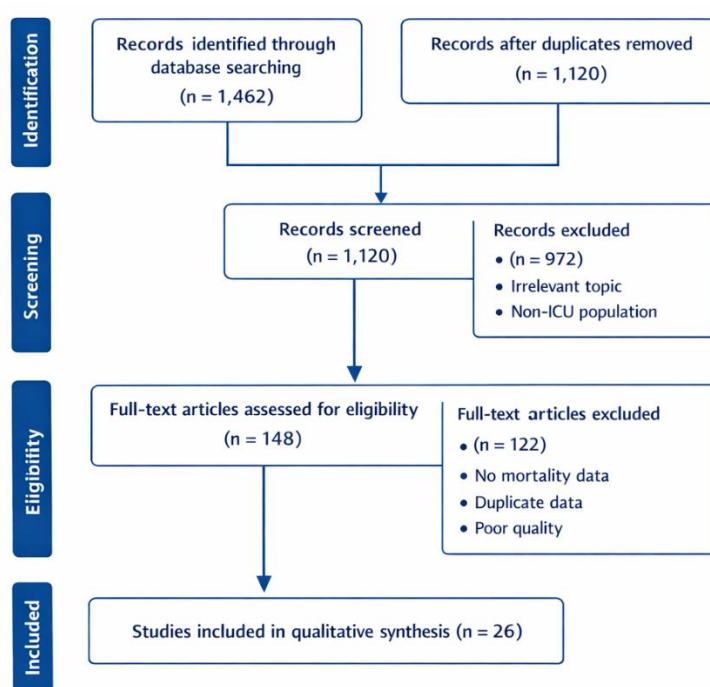 Identification
Records identified through
database searching
(n = 1,462)
Records after duplicates removed
(n = 1,120)
Screening
Records screened
(n = 1,120)
Records excluded
• (n = 972)
• Irrelevant topic
• Non-ICU population
Eligibility
Full-text articles assessed for eligibility
(n = 148)
Full-text articles excluded
• (n = 122)
• No mortality data
• Duplicate data
• Poor quality
Included
Studies included in qualitative synthesis (n = 26)